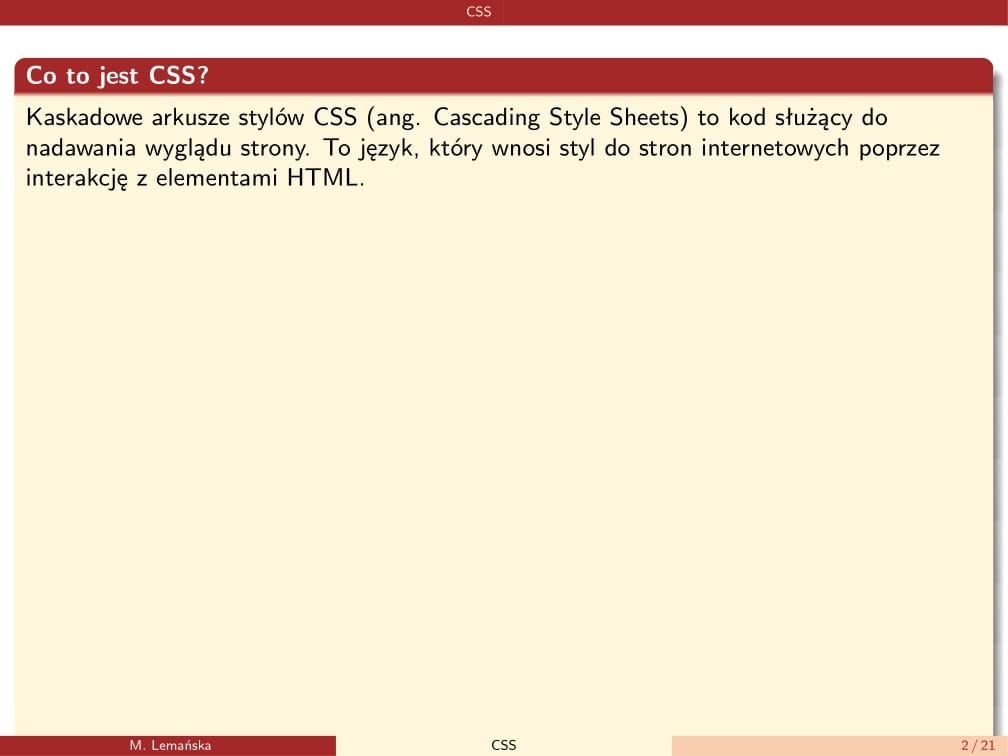 CSS
Co to jest CSS?
Kaskadowe arkusze stylów CSS (ang. Cascading Style Sheets) to kod służący do
nadawania wyglądu strony. To język, który wnosi styl do stron internetowych poprzez
interakcję z elementami HTML.
M. Lemańska
CSS
2 / 21